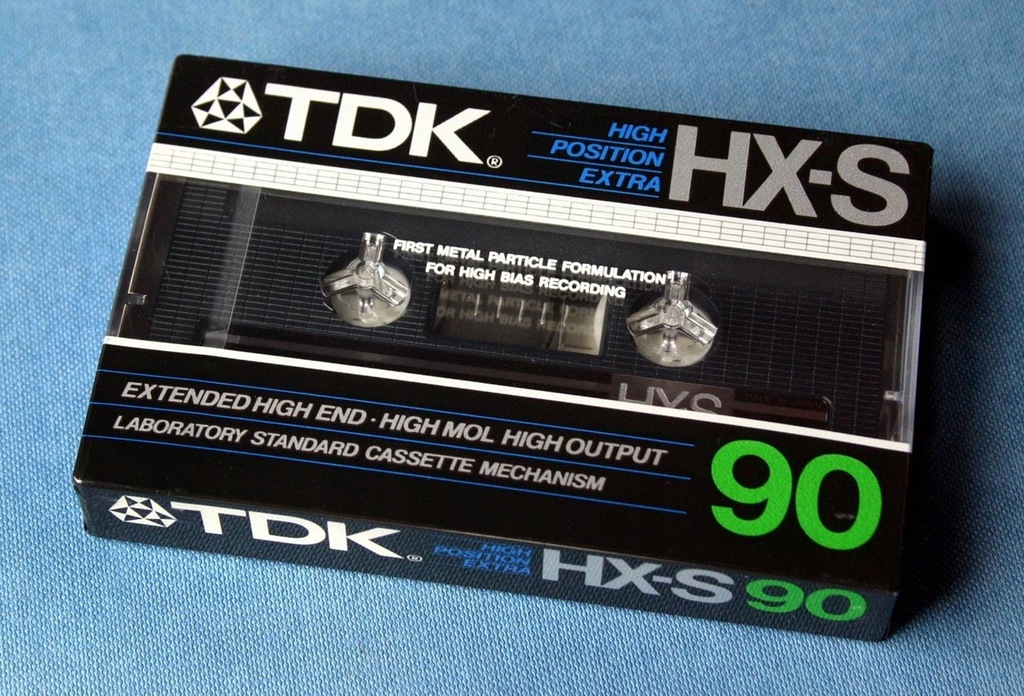 TDK®
HIGH
POSITION
EXTRA
HX-S
FIRST METAL PARTICLE FORMULATION
FOR HIGH BIAS RECORDING
HX-S
EXTENDED HIGH END · HIGH MOL HIGH OUTPUT
LABORATORY STANDARD CASSETTE MECHANISM
90
TDK®
HIGH
POSITION
EXTRA
HX-S 90